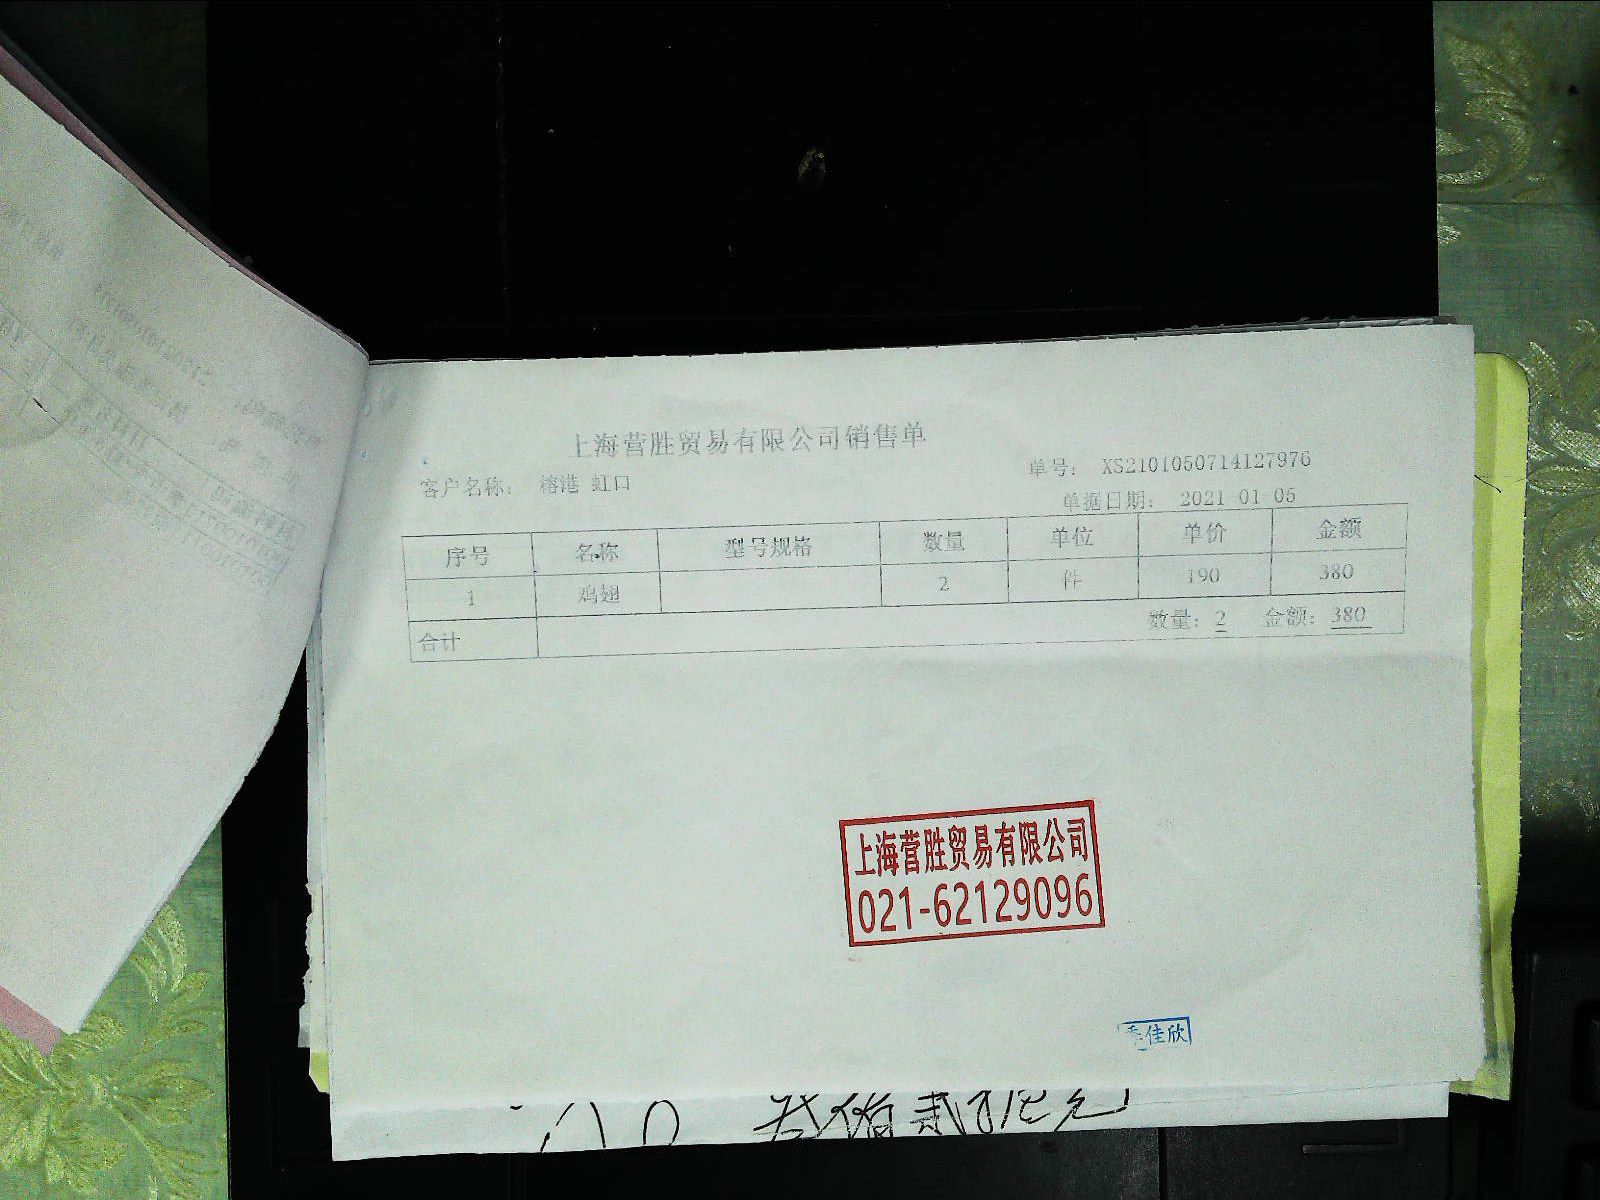 上海营胜贸易有限公司销售单
客户名称： 榕港 虹口
单号： XS2101050714127976
单据日期： 2021-01-05
序号 名称 型号规格 数量 单位 单价 金额
1 鸡翅 2 件 190 380
合计 数量：2 金额：380
上海营胜贸易有限公司
021-62129096
佳欣